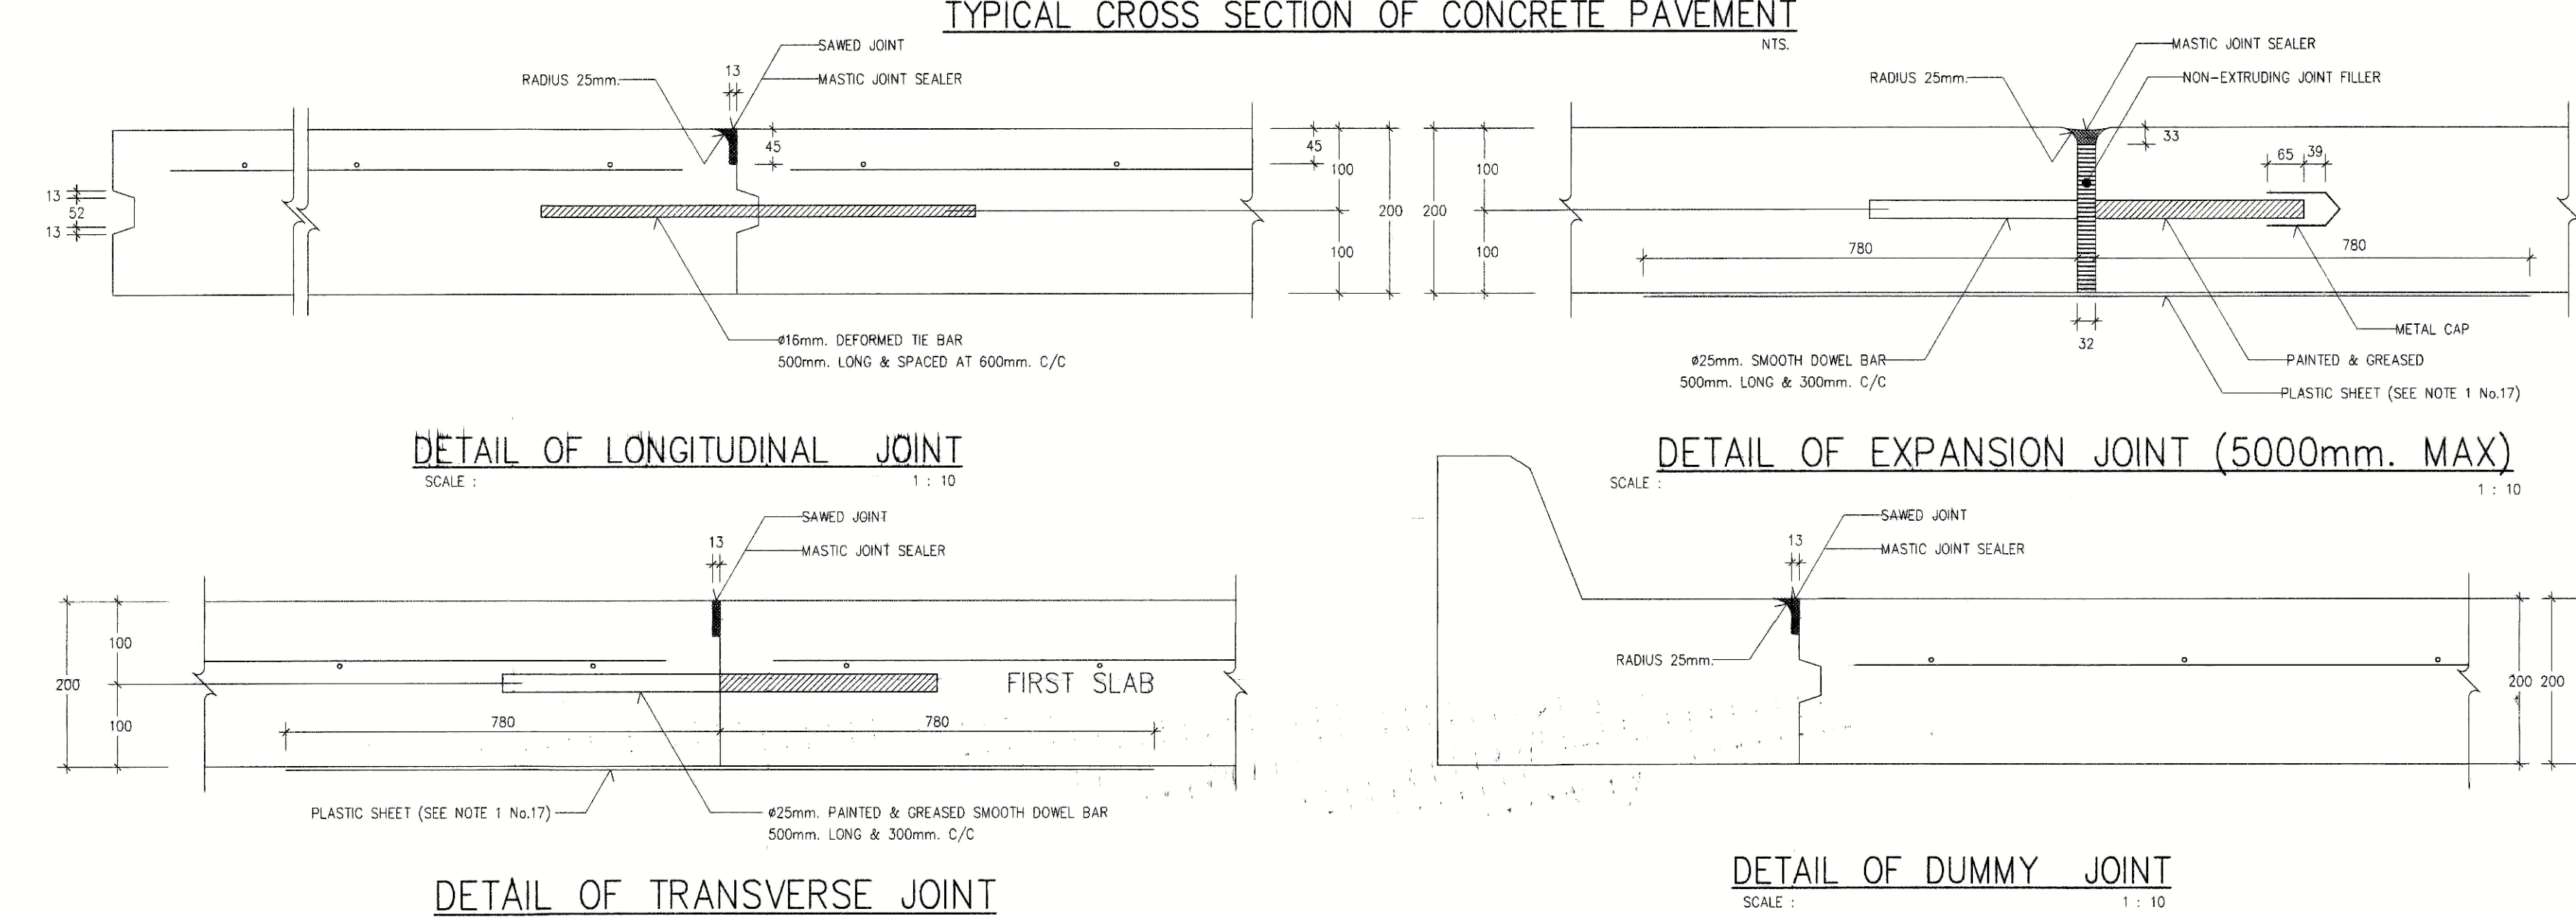 TYPICAL CROSS SECTION OF CONCRETE PAVEMENT
NTS.
SAWED JOINT
13
RADIUS 25mm.
MASTIC JOINT SEALER
45
45
100
200
100
13
52
13
ø16mm. DEFORMED TIE BAR
500mm. LONG & SPACED AT 600mm. C/C
DETAIL OF LONGITUDINAL JOINT
SCALE : 1 : 10
MASTIC JOINT SEALER
RADIUS 25mm.
NON-EXTRUDING JOINT FILLER
33
65 39
100
200
100
780 780
32
METAL CAP
ø25mm. SMOOTH DOWEL BAR
500mm. LONG & 300mm. C/C
PAINTED & GREASED
PLASTIC SHEET (SEE NOTE 1 No.17)
DETAIL OF EXPANSION JOINT (5000mm. MAX)
SCALE : 1 : 10
SAWED JOINT
13
MASTIC JOINT SEALER
100
200
100
FIRST SLAB
780 780
PLASTIC SHEET (SEE NOTE 1 No.17)
ø25mm. PAINTED & GREASED SMOOTH DOWEL BAR
500mm. LONG & 300mm. C/C
DETAIL OF TRANSVERSE JOINT
SAWED JOINT
13
MASTIC JOINT SEALER
RADIUS 25mm.
200 200
DETAIL OF DUMMY JOINT
SCALE : 1 : 10